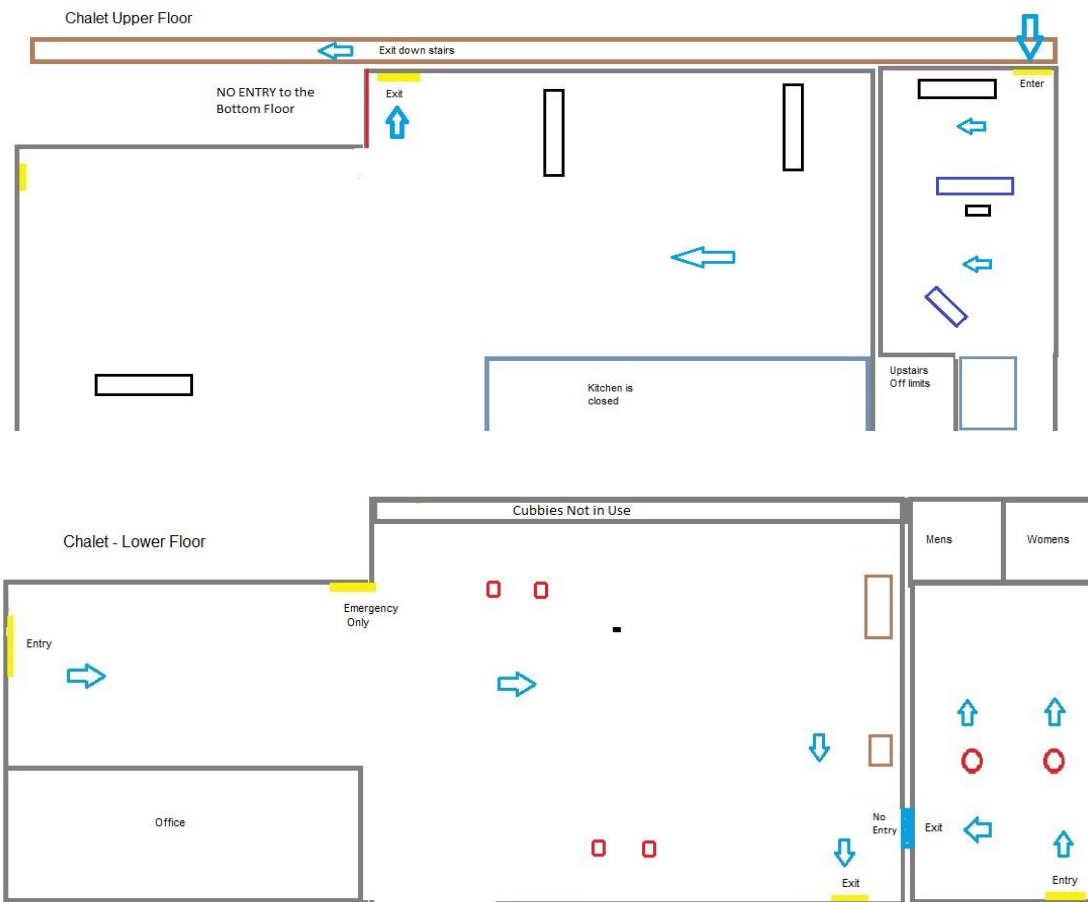 Chalet Upper Floor
Exit down stairs
NO ENTRY to the
Bottom Floor
Exit
Enter
Kitchen is
closed
Upstairs
Off limits
Cubbies Not in Use
Chalet - Lower Floor
Mens
Womens
Emergency
Only
Entry
Office
No
Entry
Exit
Exit
Entry